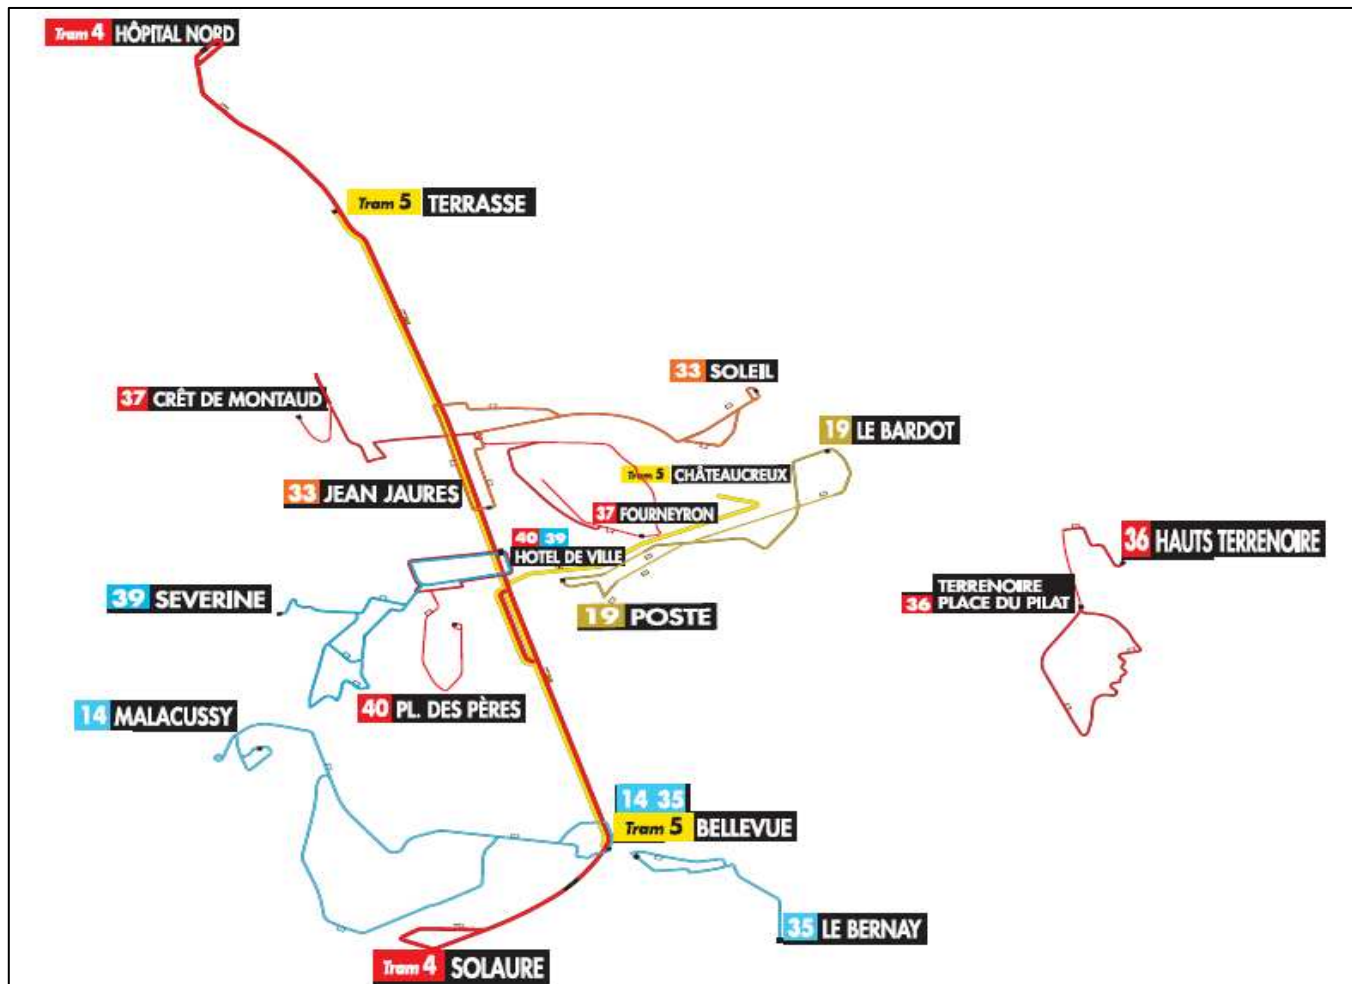 Tram 4 HÔPITAL NORD
Tram 5 TERRASSE
33 SOLEIL
37 CRÊT DE MONTAUD
19 LE BARDOT
Tram 5 CHÂTEAUCREUX
33 JEAN JAURES
37 FOURNEYRON
40 39
HOTEL DE VILLE
36 HAUTS TERRENOIRE
TERRENOIRE
36 PLACE DU PILAT
39 SEVERINE
19 POSTE
40 PL. DES PÈRES
14 MALACUSSY
14 35
Tram 5 BELLEVUE
35 LE BERNAY
Tram 4 SOLAURE